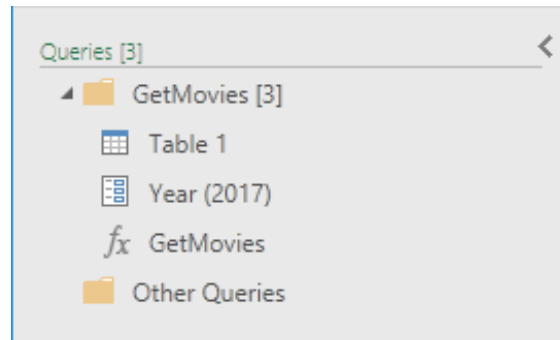 Queries [3]
GetMovies [3]
Table 1
Year (2017)
fx GetMovies
Other Queries